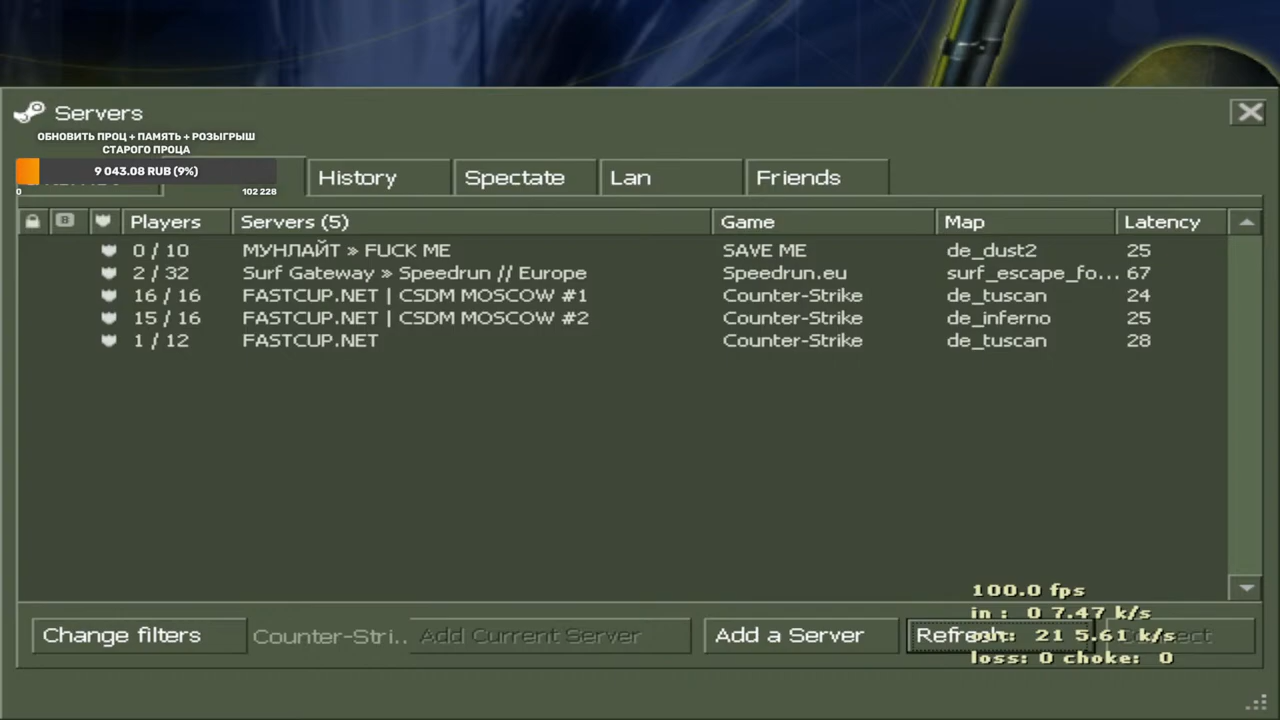 Servers
ОБНОВИТЬ ПРОЦ + ПАМЯТЬ + РОЗЫГРЫШ
СТАРОГО ПРОЦА
9 043.08 RUB (9%)
0
102 228
History
Spectate
Lan
Friends
Players
Servers (5)
Game
Map
Latency
0 / 10 МУНЛАЙТ » FUCK ME SAVE ME de_dust2 25
2 / 32 Surf Gateway » Speedrun // Europe Speedrun.eu surf_escape_fo... 67
16 / 16 FASTCUP.NET | CSDM MOSCOW #1 Counter-Strike de_tuscan 24
15 / 16 FASTCUP.NET | CSDM MOSCOW #2 Counter-Strike de_inferno 25
1 / 12 FASTCUP.NET Counter-Strike de_tuscan 28
100.0 fps
in : 0 7.47 k/s
Change filters
Counter-Stri..
Add Current Server
Add a Server
Refresh
out: 21 5.61 k/s
loss: 0 choke: 0